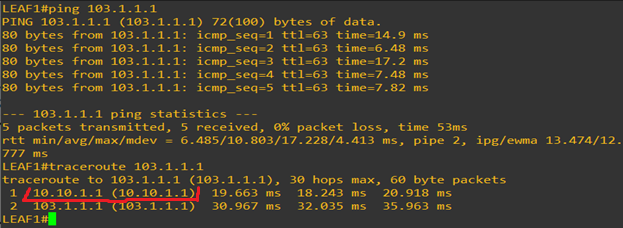 LEAF1#ping 103.1.1.1
PING 103.1.1.1 (103.1.1.1) 72(100) bytes of data.
80 bytes from 103.1.1.1: icmp_seq=1 ttl=63 time=14.9 ms
80 bytes from 103.1.1.1: icmp_seq=2 ttl=63 time=6.48 ms
80 bytes from 103.1.1.1: icmp_seq=3 ttl=63 time=17.2 ms
80 bytes from 103.1.1.1: icmp_seq=4 ttl=63 time=7.48 ms
80 bytes from 103.1.1.1: icmp_seq=5 ttl=63 time=7.82 ms
--- 103.1.1.1 ping statistics ---
5 packets transmitted, 5 received, 0% packet loss, time 53ms
rtt min/avg/max/mdev = 6.485/10.803/17.228/4.413 ms, pipe 2, ipg/ewma 13.474/12.
777 ms
LEAF1#traceroute 103.1.1.1
traceroute to 103.1.1.1 (103.1.1.1), 30 hops max, 60 byte packets
1 10.10.1.1 (10.10.1.1) 19.663 ms 18.243 ms 20.918 ms
2 103.1.1.1 (103.1.1.1) 30.967 ms 32.035 ms 35.963 ms
LEAF1#